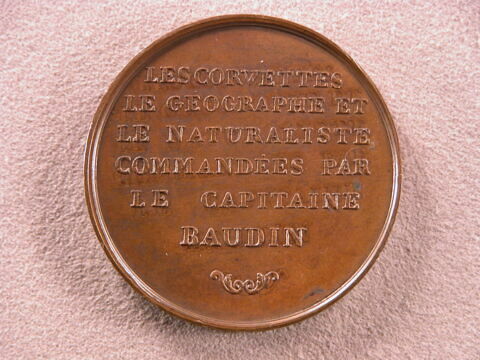 LES CORVETTES
LE GEOGRAPHE ET
LE NATURALISTE
COMMANDÉES PAR
LE CAPITAINE
BAUDIN